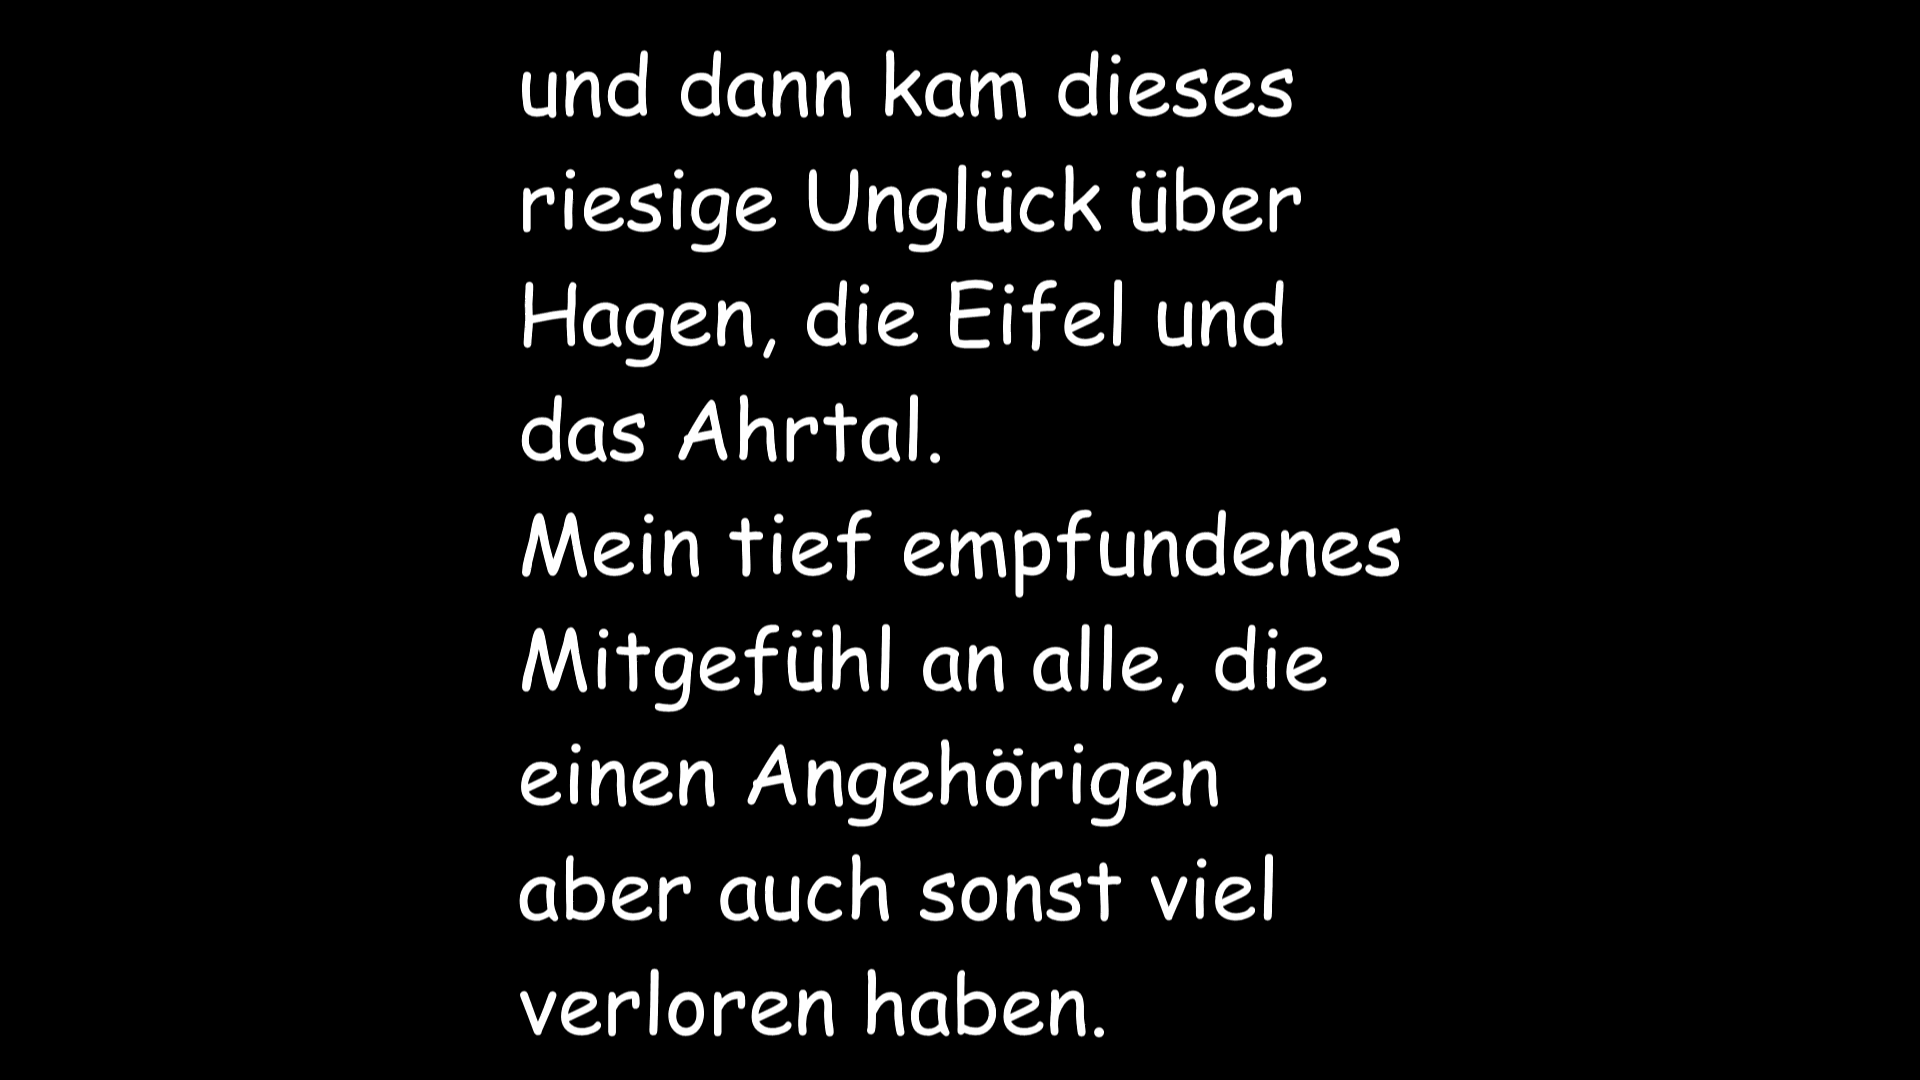 und dann kam dieses
riesige Unglück über
Hagen, die Eifel und
das Ahrtal.
Mein tief empfundenes
Mitgefühl an alle, die
einen Angehörigen
aber auch sonst viel
verloren haben.